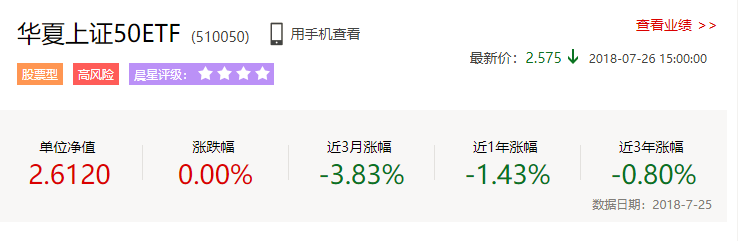 华夏上证50ETF (510050) 用手机查看
查看业绩 >>
最新价：2.575 2018-07-26 15:00:00
股票型 高风险 晨星评级：
单位净值 涨跌幅 近3月涨幅 近1年涨幅 近3年涨幅
2.6120 0.00% -3.83% -1.43% -0.80%
数据日期：2018-7-25